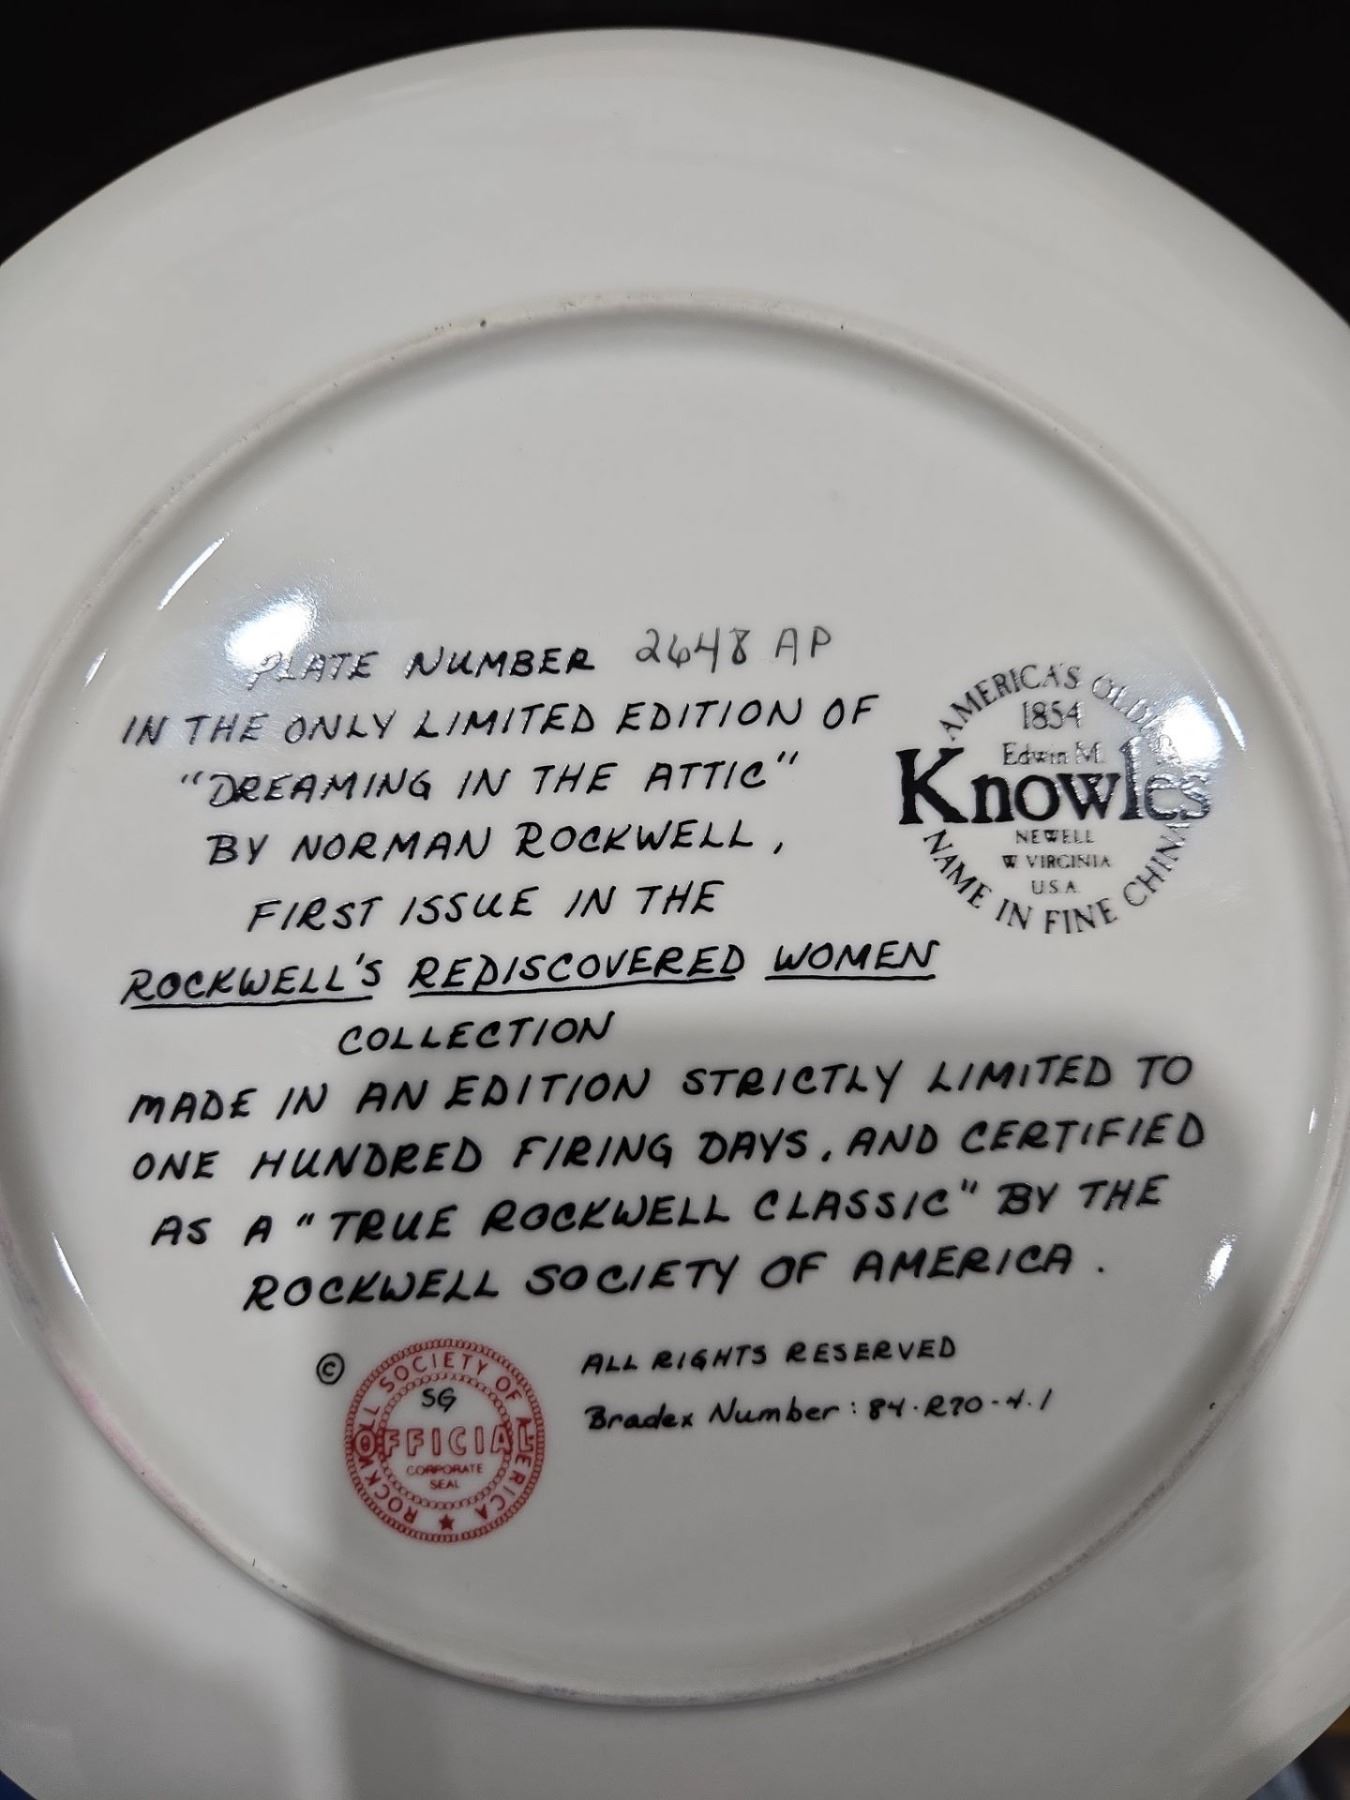 PLATE NUMBER 2648 AP
IN THE ONLY LIMITED EDITION OF
"DREAMING IN THE ATTIC"
BY NORMAN ROCKWELL,
FIRST ISSUE IN THE
ROCKWELL'S REDISCOVERED WOMEN
COLLECTION
MADE IN AN EDITION STRICTLY LIMITED TO
ONE HUNDRED FIRING DAYS, AND CERTIFIED
AS A "TRUE ROCKWELL CLASSIC" BY THE
ROCKWELL SOCIETY OF AMERICA.
AMERICA'S OLDEST
1854
Edwin M.
Knowles
NEWELL
W VIRGINIA
U.S.A.
NAME IN FINE CHINA
©
ROCKWELL SOCIETY OF AMERICA
SG
OFFICIAL
CORPORATE
SEAL
ALL RIGHTS RESERVED
Bradex Number: 84-R70-4.1